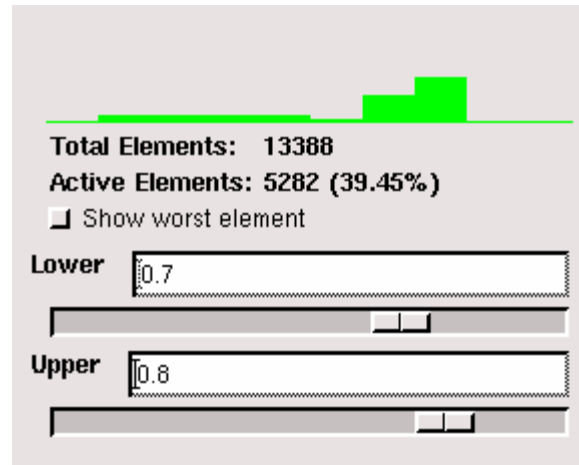 Total Elements: 13388
Active Elements: 5282 (39.45%)
Show worst element
Lower 0.7
Upper 0.8